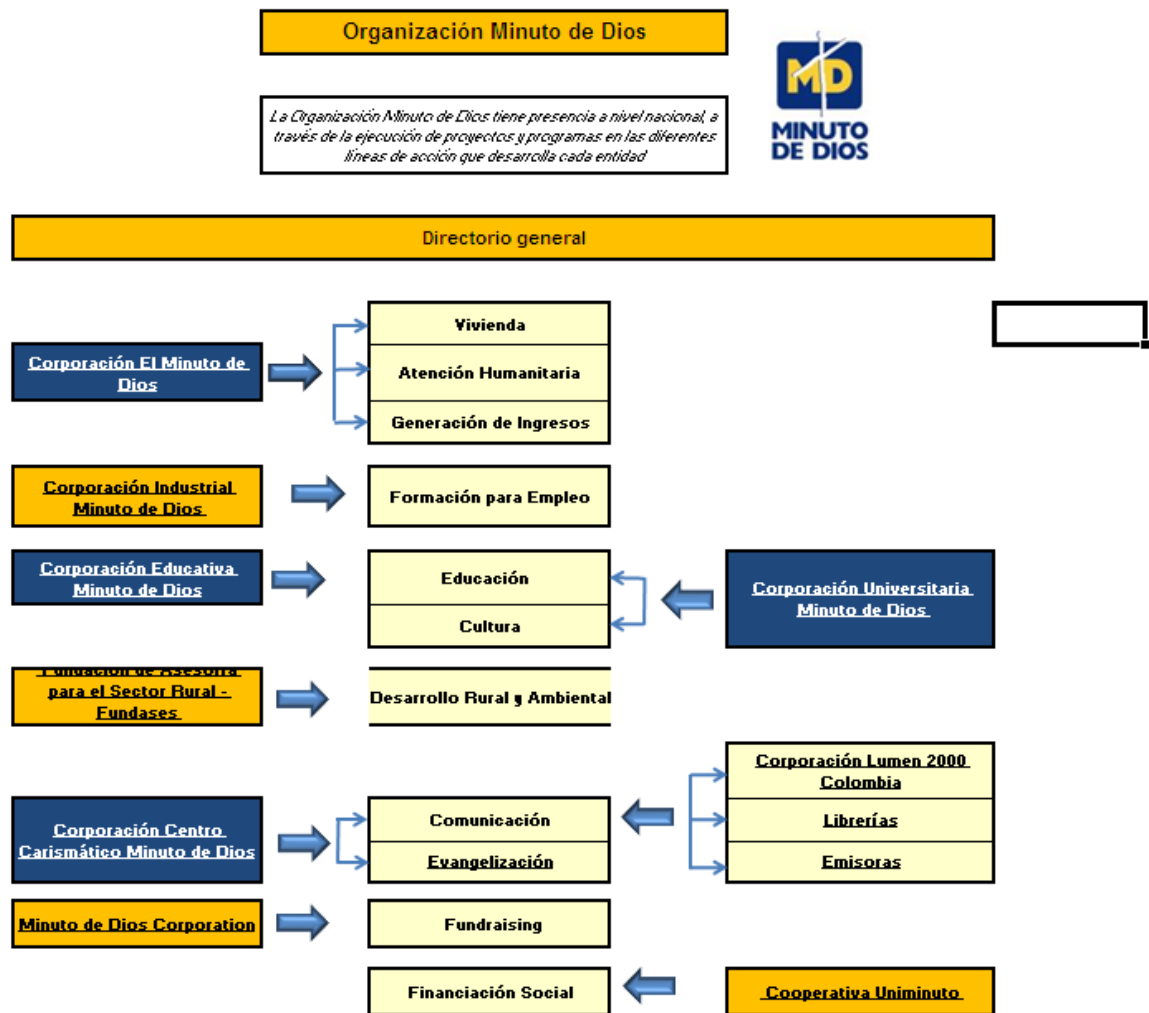 Organización Minuto de Dios
MD
MINUTO
DE DIOS
La Organización Minuto de Dios tiene presencia a nivel nacional, a
través de la ejecución de proyectos y programas en las diferentes
líneas de acción que desarrolla cada entidad
Directorio general
Corporación El Minuto de
Dios
Vivienda
Atención Humanitaria
Generación de Ingresos
Corporación Industrial
Minuto de Dios
Formación para Empleo
Corporación Educativa
Minuto de Dios
Educación
Cultura
Corporación Universitaria
Minuto de Dios
Fundación de Asesorra
para el Sector Rural -
Fundases
Desarrollo Rural y Ambiental
Corporación Centro
Carismático Minuto de Dios
Comunicación
Evangelización
Corporación Lumen 2000
Colombia
Librerías
Emisoras
Minuto de Dios Corporation
Fundraising
Financiación Social
Cooperativa Uniminuto